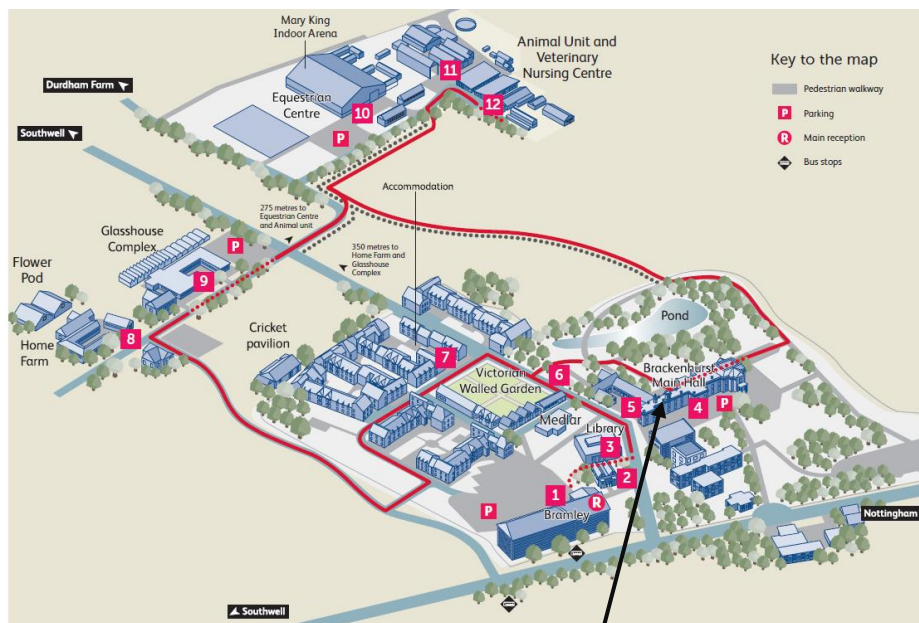 Mary King
Indoor Arena
Animal Unit and
Veterinary
Nursing Centre
Key to the map
Pedestrian walkway
P
Parking
R
Main reception
Bus stops
11
12
Durdham Farm
Equestrian
Centre
10
P
Southwell
Accommodation
275 metres to
Equestrian Centre
and Animal unit
Glasshouse
Complex
P
350 metres to
Home Farm and
Glasshouse
Complex
Flower
Pod
9
Home
Farm
8
Cricket
pavilion
Pond
7
Victorian
Walled Garden
6
Brackenhurst
Main Hall
5
4
P
Medlar
Library
3
2
1
R
Bramley
P
Nottingham
Southwell